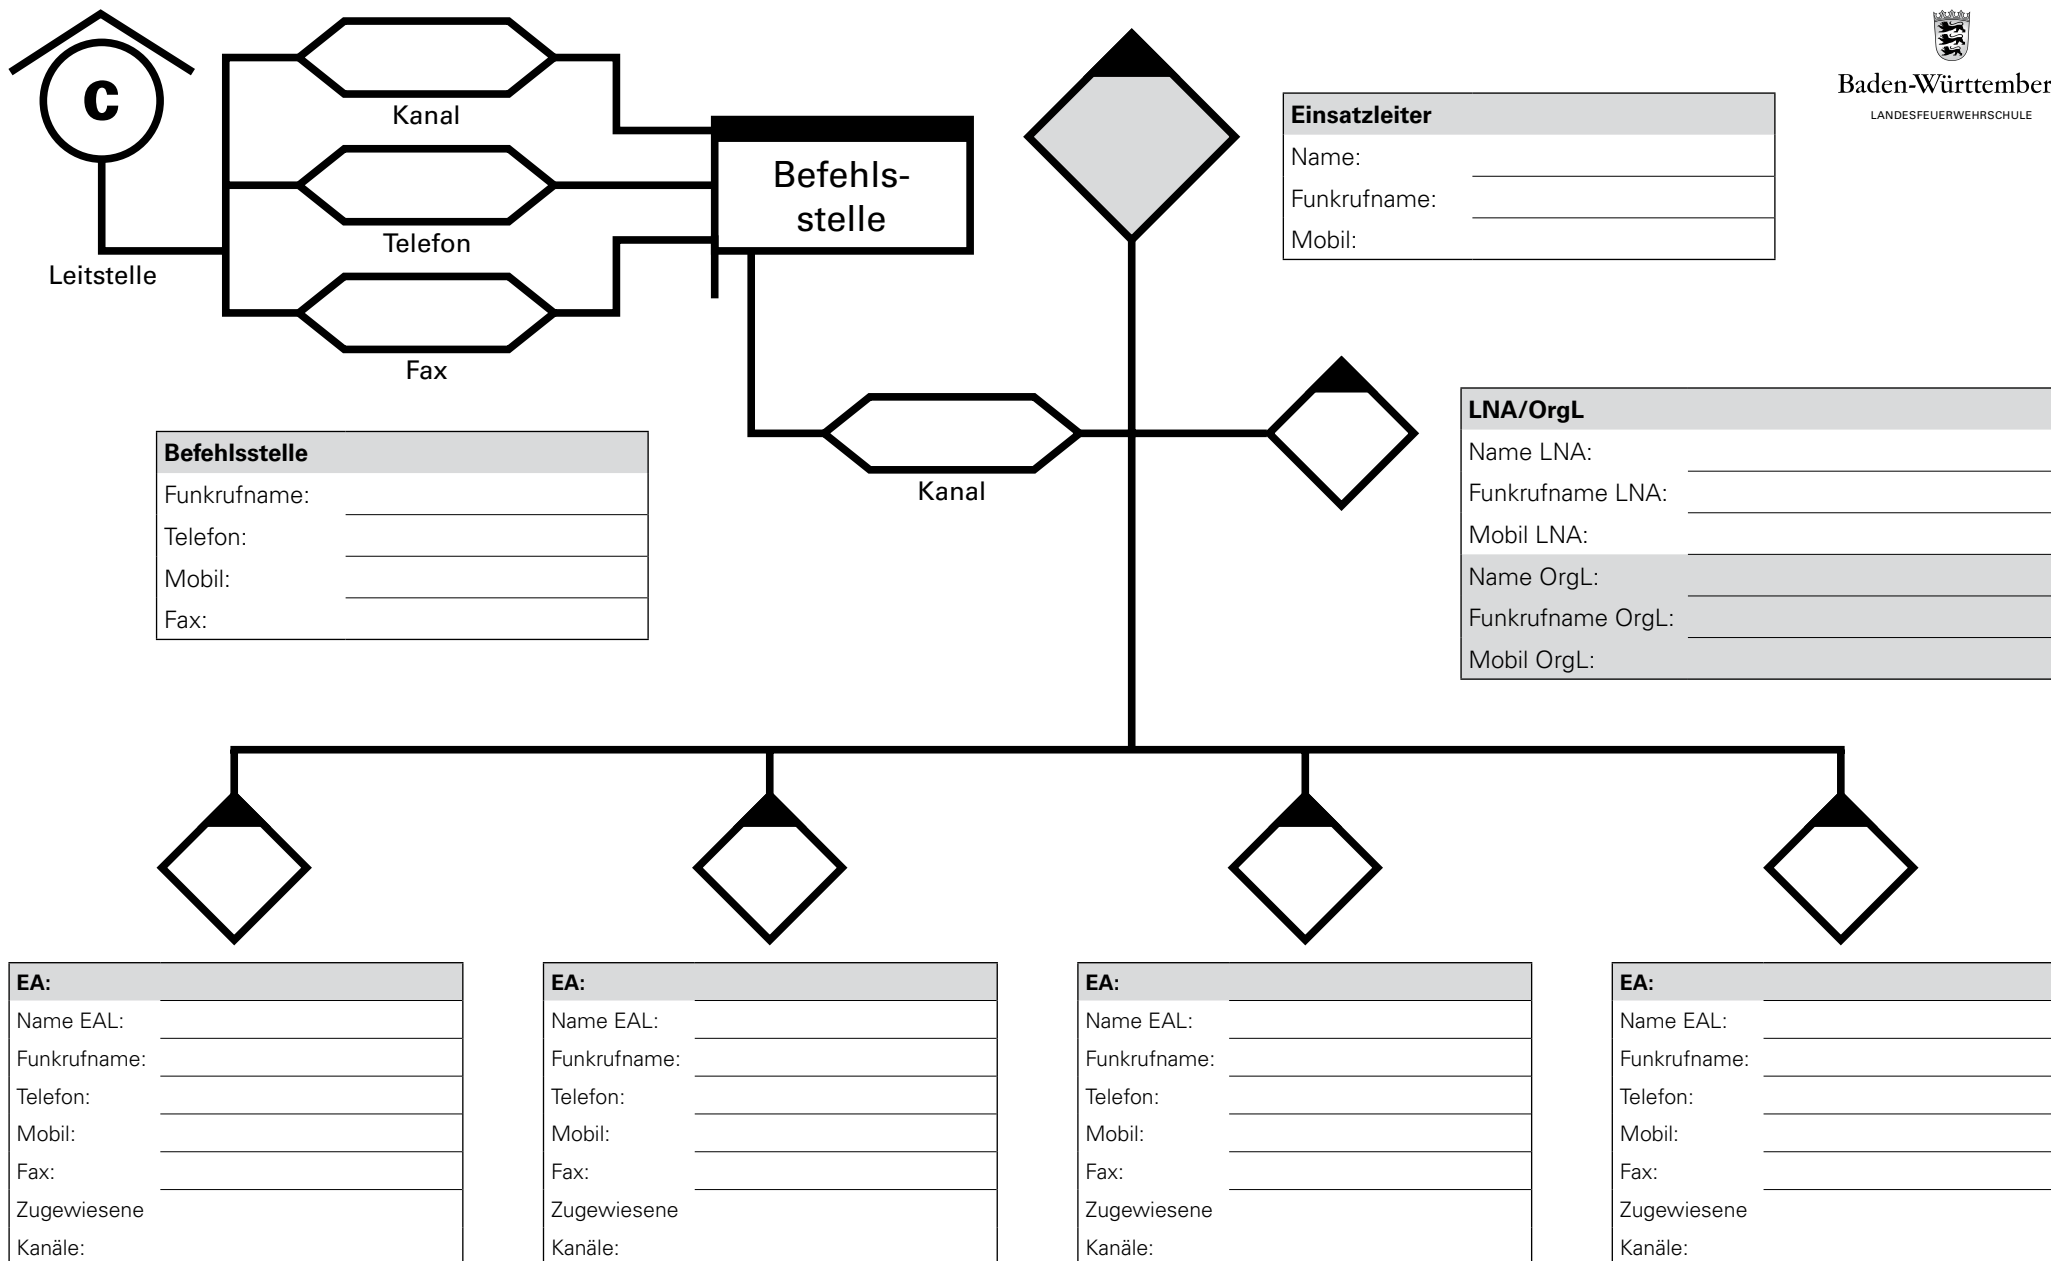 C
Leitstelle
Kanal
Telefon
Fax
Befehls-
stelle
Einsatzleiter
Name:
Funkrufname:
Mobil:
Baden-Württember
LANDESFEUERWEHRSCHULE
Befehlsstelle
Funkrufname:
Telefon:
Mobil:
Fax:
Kanal
LNA/OrgL
Name LNA:
Funkrufname LNA:
Mobil LNA:
Name OrgL:
Funkrufname OrgL:
Mobil OrgL:
EA:
Name EAL:
Funkrufname:
Telefon:
Mobil:
Fax:
Zugewiesene
Kanäle:
EA:
Name EAL:
Funkrufname:
Telefon:
Mobil:
Fax:
Zugewiesene
Kanäle:
EA:
Name EAL:
Funkrufname:
Telefon:
Mobil:
Fax:
Zugewiesene
Kanäle:
EA:
Name EAL:
Funkrufname:
Telefon:
Mobil:
Fax:
Zugewiesene
Kanäle: